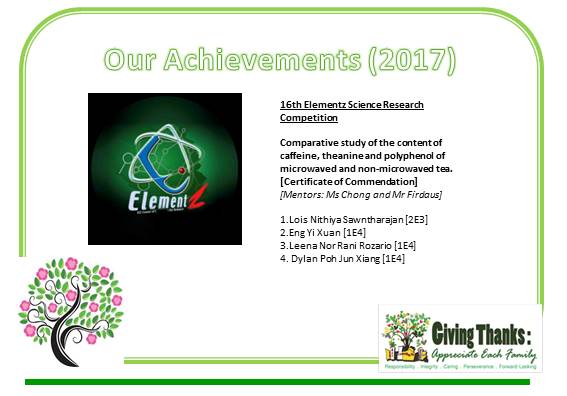 Our Achievements (2017)
16th Elementz Science Research
Competition
Comparative study of the content of
caffeine, theanine and polyphenol of
microwaved and non-microwaved tea.
[Certificate of Commendation]
[Mentors: Ms Chong and Mr Firdaus]
1.Lois Nithiya Sawntharajan [2E3]
2.Eng Yi Xuan [1E4]
3.Leena Nor Rani Rozario [1E4]
4. Dylan Poh Jun Xiang [1E4]
Element Z
Giving Thanks:
Appreciate Each Family
Responsibility . Integrity . Caring . Perseverance . Forward Looking